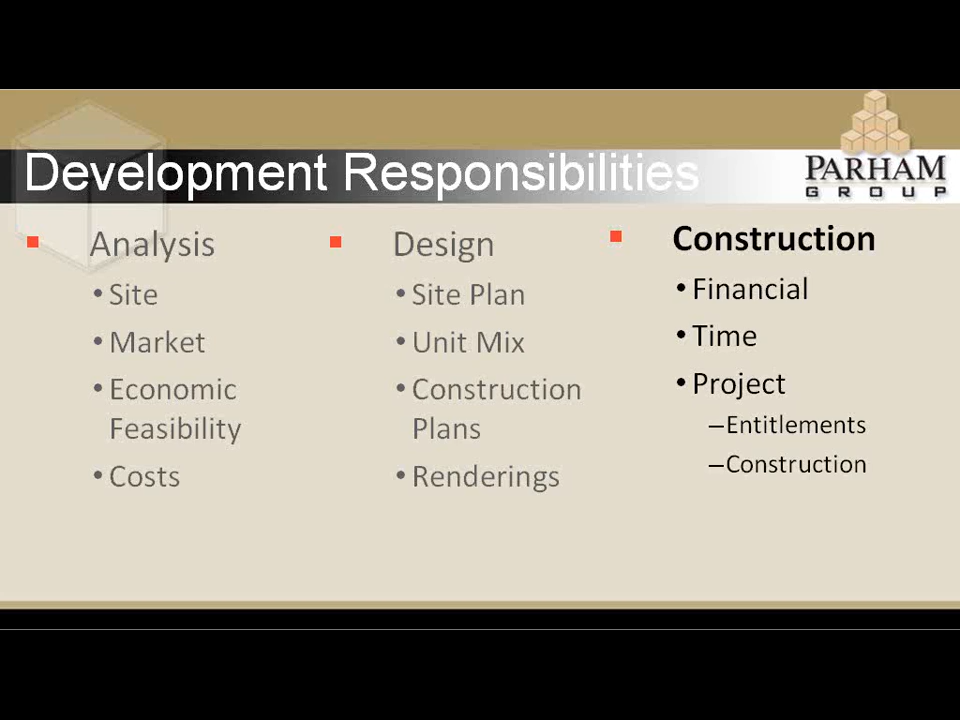 Development Responsibilities
PARHAM
GROUP
Analysis
• Site
• Market
• Economic
Feasibility
• Costs
Design
• Site Plan
• Unit Mix
• Construction
Plans
• Renderings
Construction
• Financial
• Time
• Project
–Entitlements
–Construction